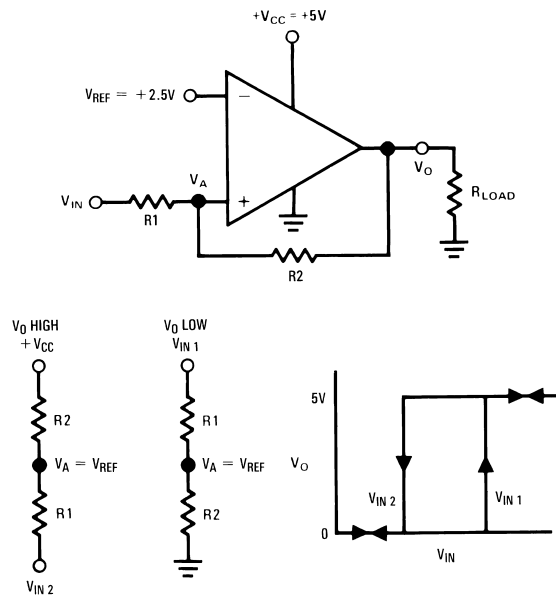 +VCC = +5V
VREF = +2.5V
−
VA
VIN
R1
+
VO
RLOAD
R2
VO HIGH
+ VCC
R2
VA = VREF
R1
VIN 2
VO LOW
VIN 1
R1
VA = VREF
R2
5V
VO
VIN 2
VIN 1
0
VIN